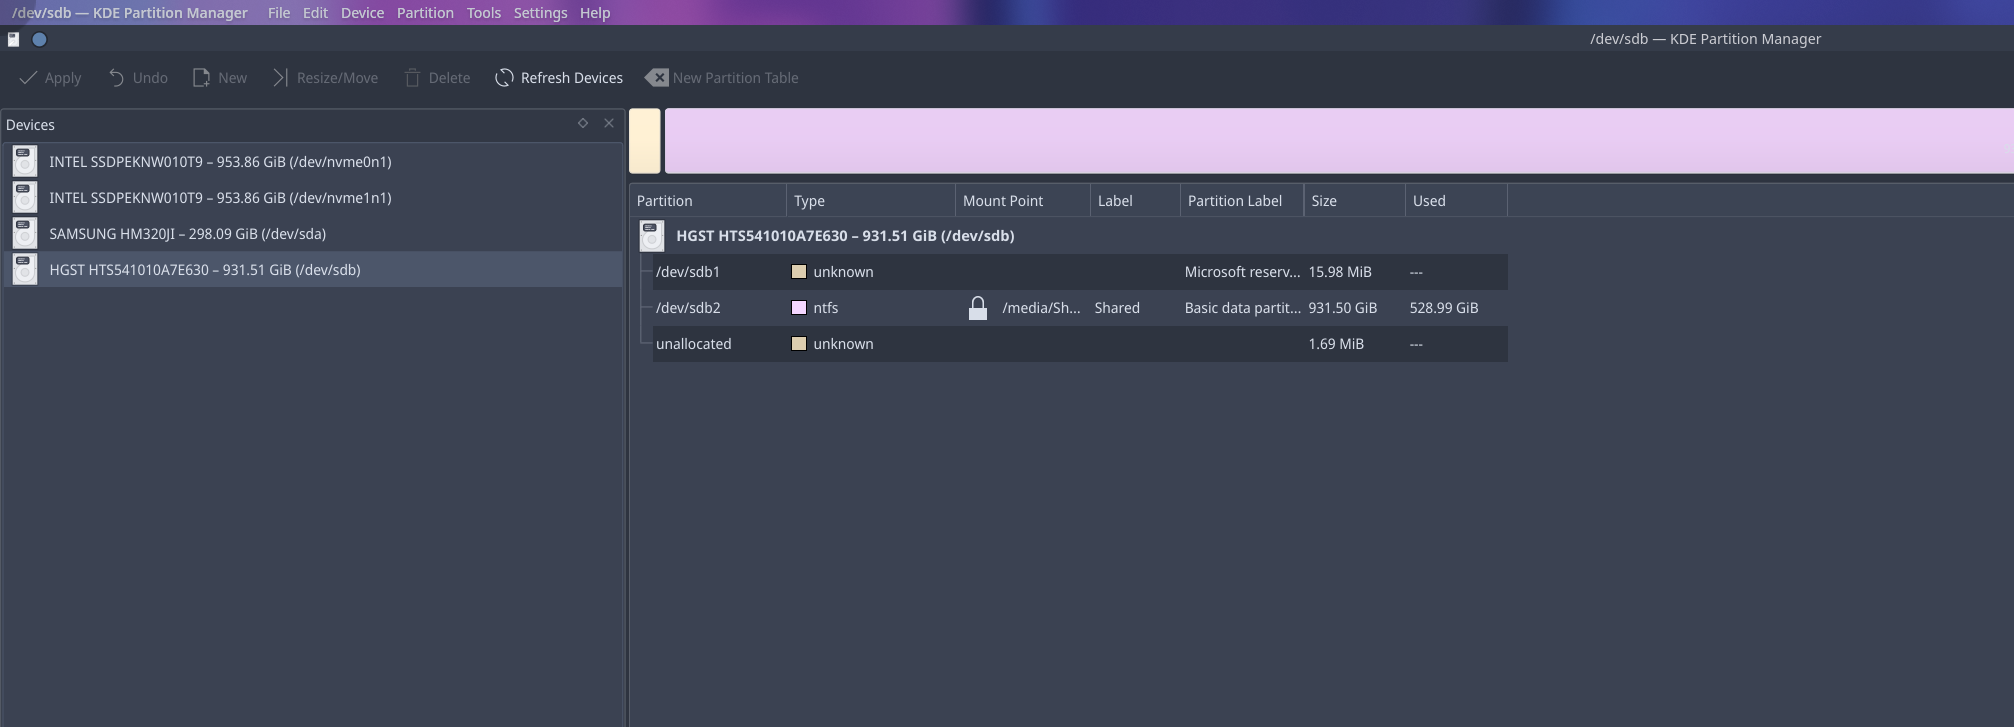 /dev/sdb — KDE Partition Manager File Edit Device Partition Tools Settings Help
/dev/sdb — KDE Partition Manager
Apply Undo New Resize/Move Delete Refresh Devices New Partition Table
Devices
INTEL SSDPEKNW010T9 – 953.86 GiB (/dev/nvme0n1)
INTEL SSDPEKNW010T9 – 953.86 GiB (/dev/nvme1n1)
SAMSUNG HM320JI – 298.09 GiB (/dev/sda)
HGST HTS541010A7E630 – 931.51 GiB (/dev/sdb)
Partition Type Mount Point Label Partition Label Size Used
HGST HTS541010A7E630 – 931.51 GiB (/dev/sdb)
/dev/sdb1 unknown Microsoft reserv... 15.98 MiB ---
/dev/sdb2 ntfs /media/Sh... Shared Basic data partit... 931.50 GiB 528.99 GiB
unallocated unknown 1.69 MiB ---